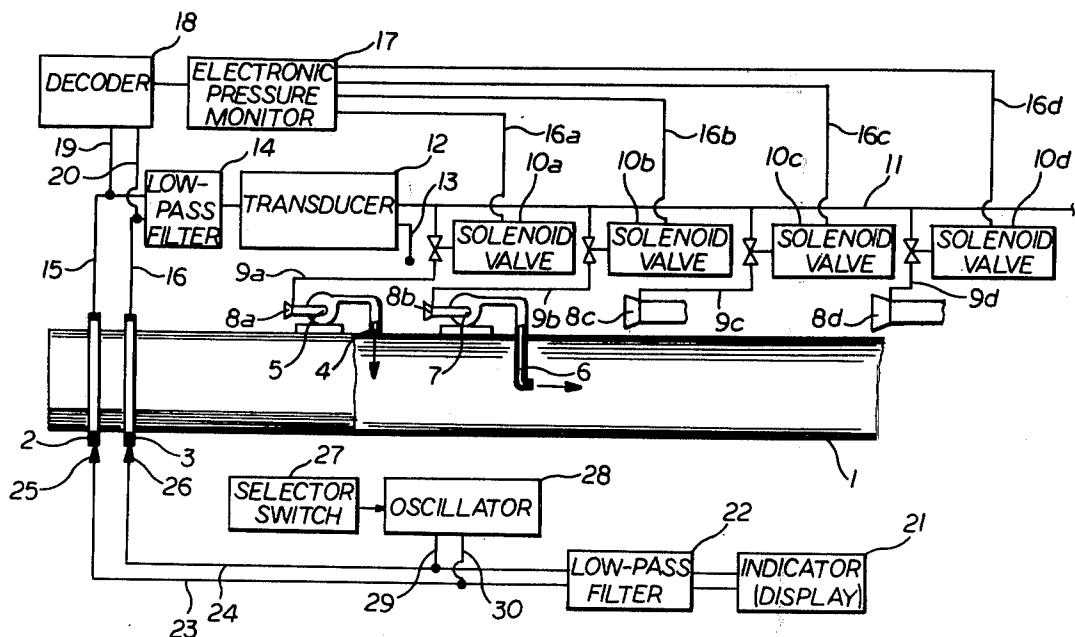 18
17
DECODER
ELECTRONIC
PRESSURE
MONITOR
16d
16a
16b
16c
19
20
14
12
13
10a
10b
10c
11
10d
LOW-
PASS
FILTER
TRANSDUCER
SOLENOID
VALVE
SOLENOID
VALVE
SOLENOID
VALVE
SOLENOID
VALVE
15
16
9a
8a
8b
9b
8c
9c
8d
9d
5
4
7
6
2
3
1
25
26
27
28
SELECTOR
SWITCH
OSCILLATOR
22
21
LOW-PASS
FILTER
INDICATOR
(DISPLAY)
24
23
29
30